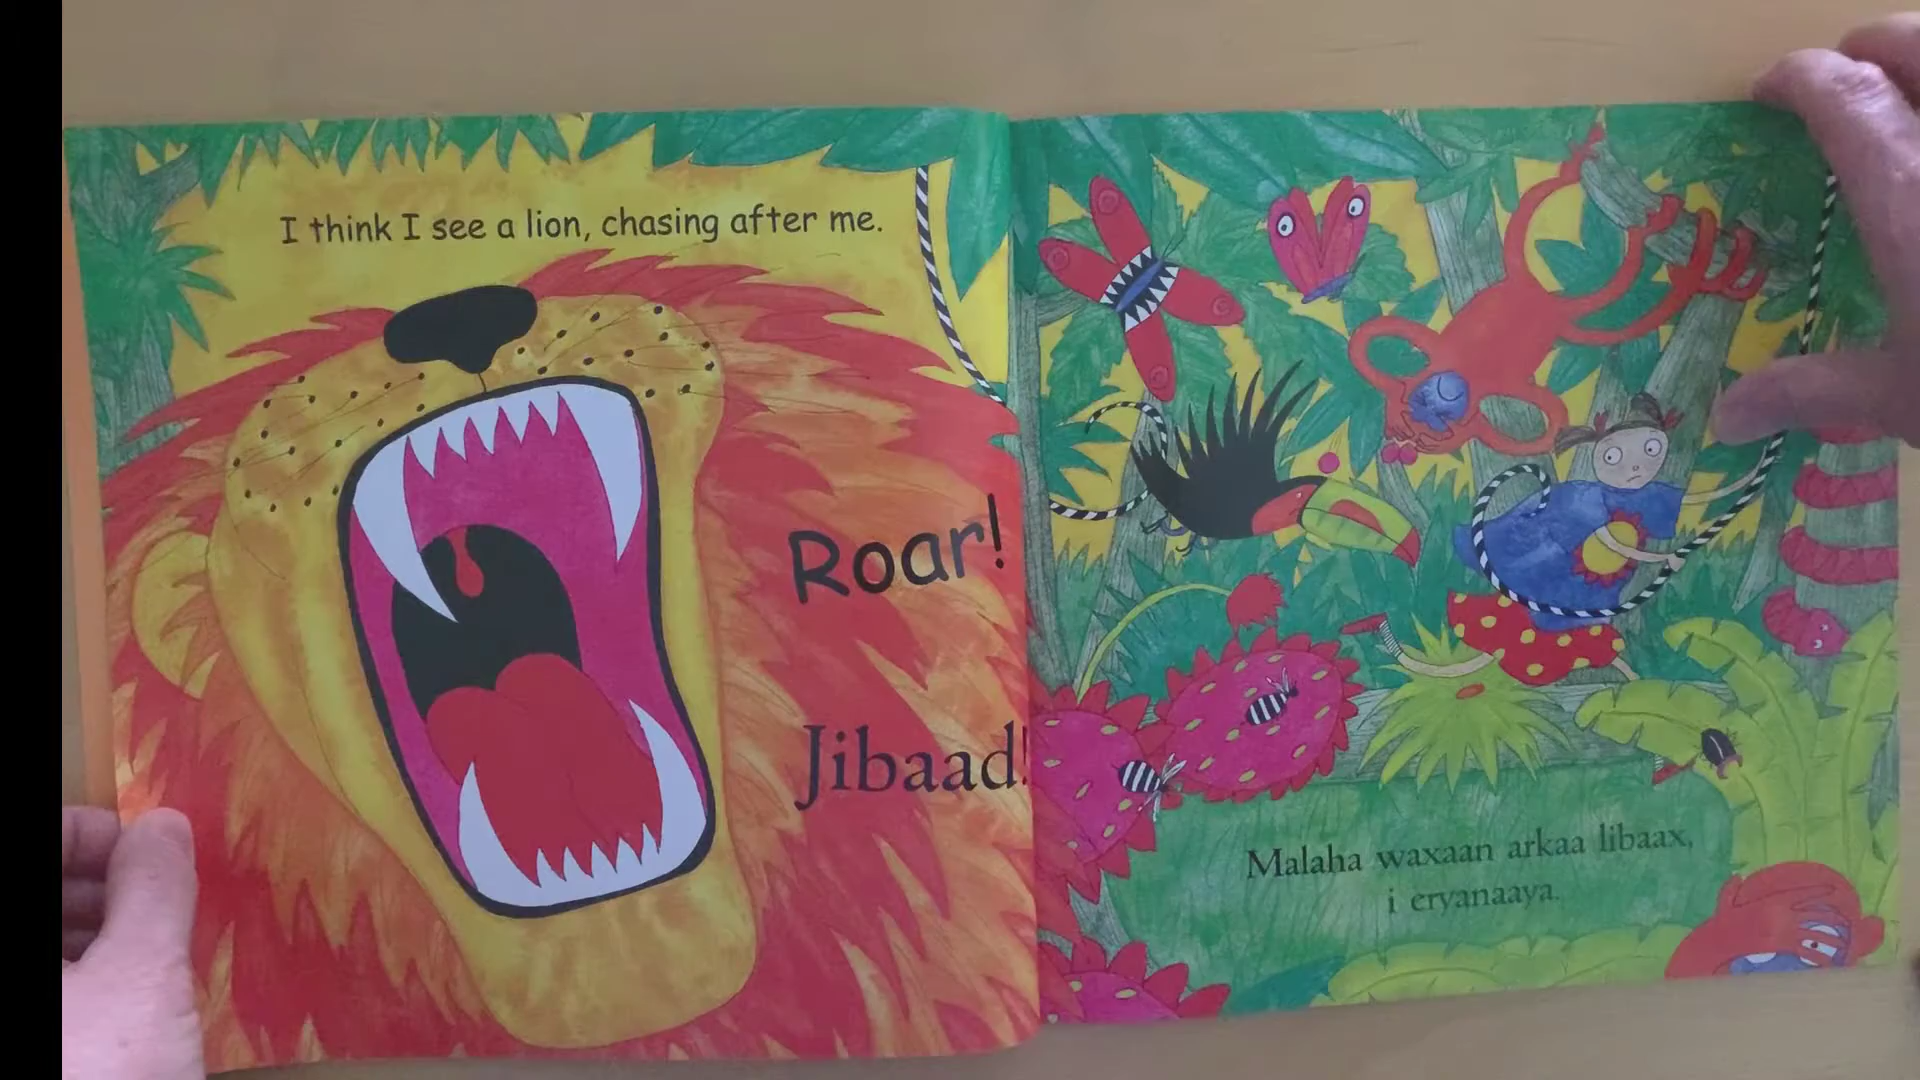 I think I see a lion, chasing after me.
Roar!
Jibaad!
Malaha waxaan arkaa libaax,
i eryanaaya.